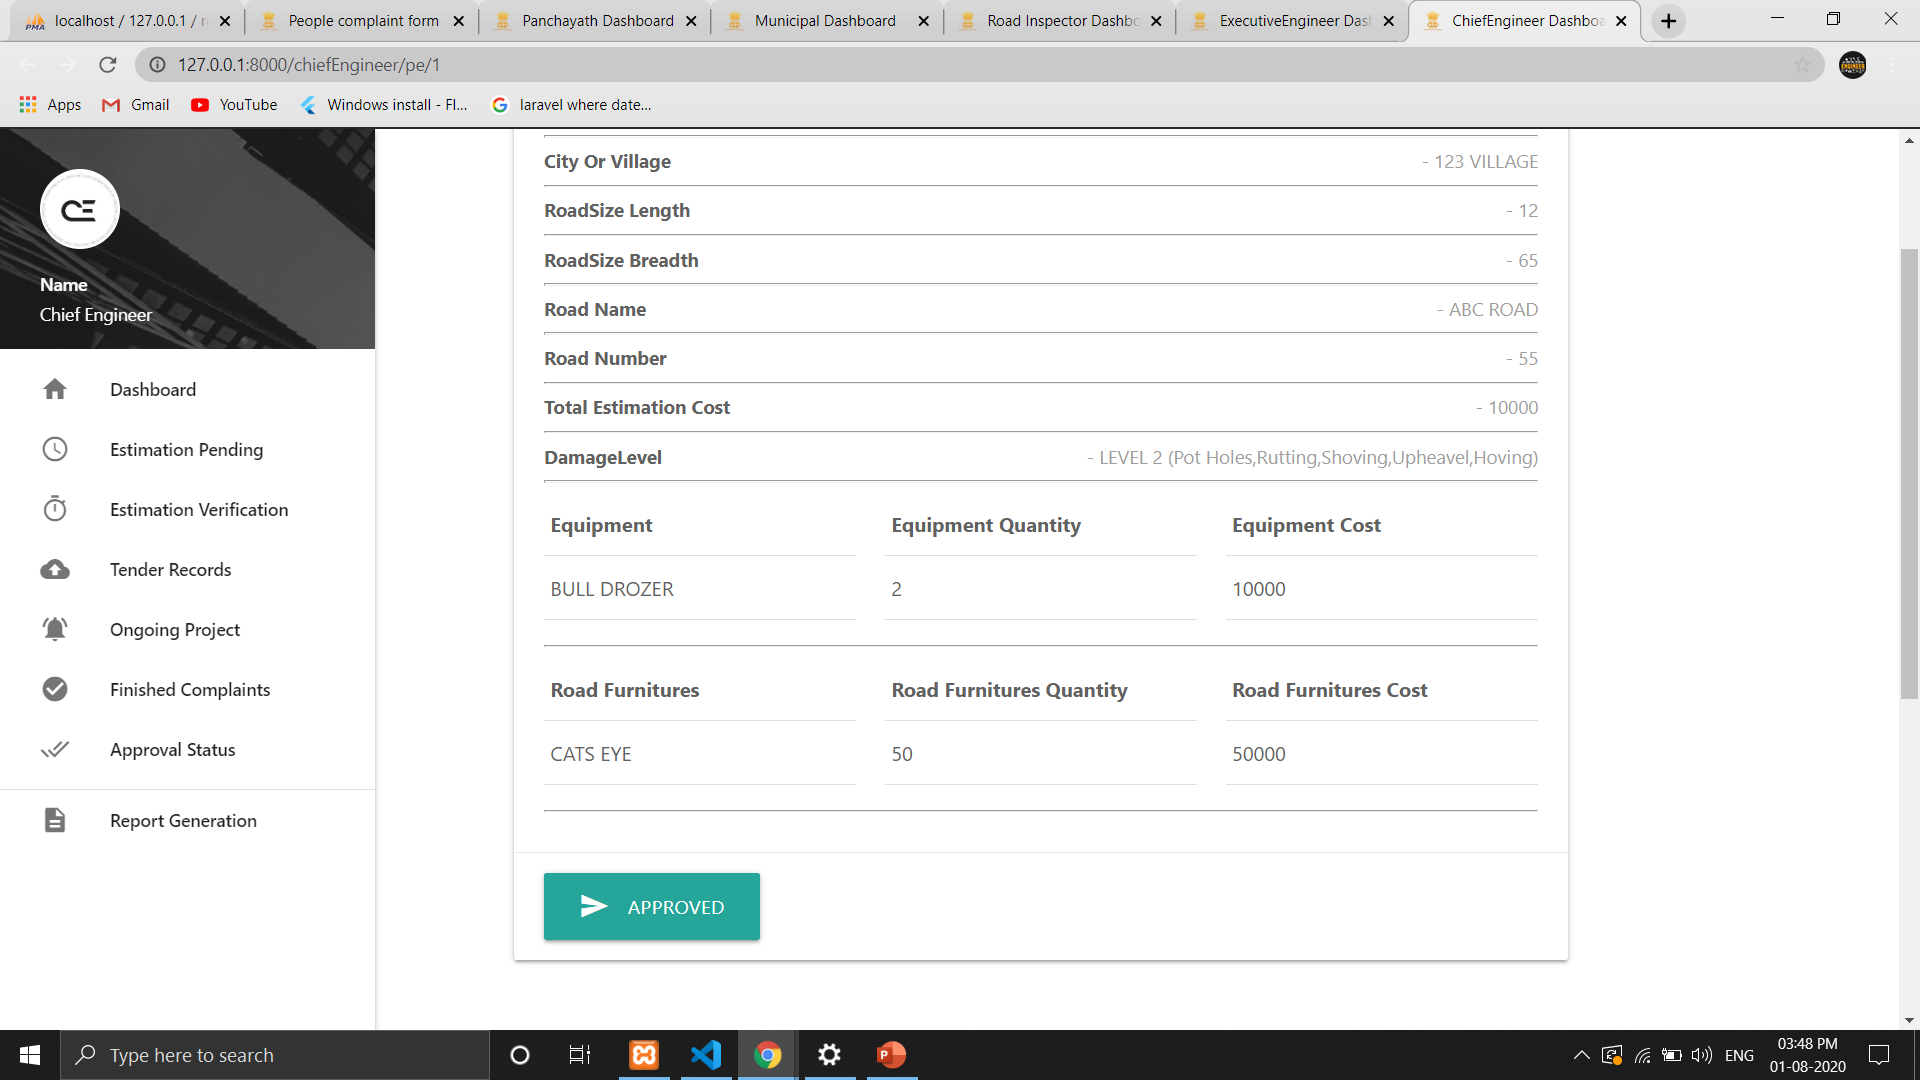 localhost / 127.0.0.1 / r
People complaint form
Panchayath Dashboard
Municipal Dashboard
Road Inspector Dashbo
ExecutiveEngineer Das
ChiefEngineer Dashboa
127.0.0.1:8000/chiefEngineer/pe/1
Apps
Gmail
YouTube
Windows install - Fl...
laravel where date...
CE
Name
Chief Engineer
Dashboard
Estimation Pending
Estimation Verification
Tender Records
Ongoing Project
Finished Complaints
Approval Status
Report Generation
City Or Village - 123 VILLAGE
RoadSize Length - 12
RoadSize Breadth - 65
Road Name - ABC ROAD
Road Number - 55
Total Estimation Cost - 10000
DamageLevel - LEVEL 2 (Pot Holes,Rutting,Shoving,Upheavel,Hoving)
Equipment Equipment Quantity Equipment Cost
BULL DROZER 2 10000
Road Furnitures Road Furnitures Quantity Road Furnitures Cost
CATS EYE 50 50000
APPROVED
Type here to search
ENG
03:48 PM
01-08-2020